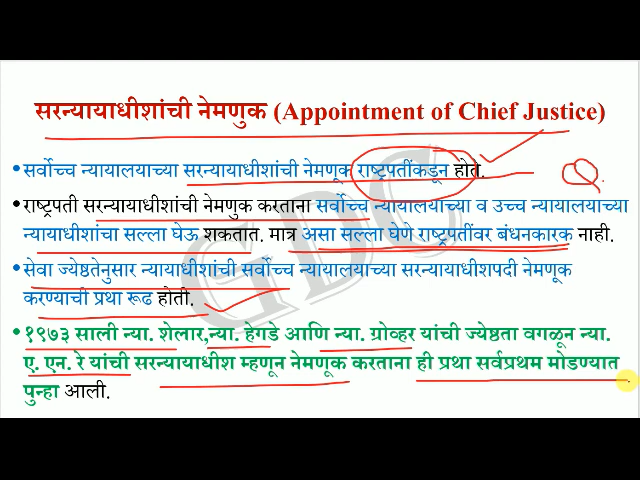 सरन्यायाधीशांची नेमणुक (Appointment of Chief Justice)
• सर्वोच्च न्यायालयाच्या सरन्यायाधीशांची नेमणूक राष्ट्रपतींकडून होते.
Q.
• राष्ट्रपती सरन्यायाधीशांची नेमणुक करताना सर्वोच्च न्यायालयाच्या व उच्च न्यायालयाच्या
न्यायाधीशांचा सल्ला घेऊ शकतात. मात्र असा सल्ला घेणे राष्ट्रपतींवर बंधनकारक नाही.
• सेवा ज्येष्ठतेनुसार न्यायाधीशांची सर्वोच्च न्यायालयाच्या सरन्यायाधीशपदी नेमणूक
करण्याची प्रथा रूढ होती.
• १९७३ साली न्या. शेलार,न्या. हेगडे आणि न्या. ग्रोव्हर यांची ज्येष्ठता वगळून न्या.
ए. एन. रे यांची सरन्यायाधीश म्हणून नेमणूक करताना ही प्रथा सर्वप्रथम मोडण्यात
पुन्हा आली.
GDC